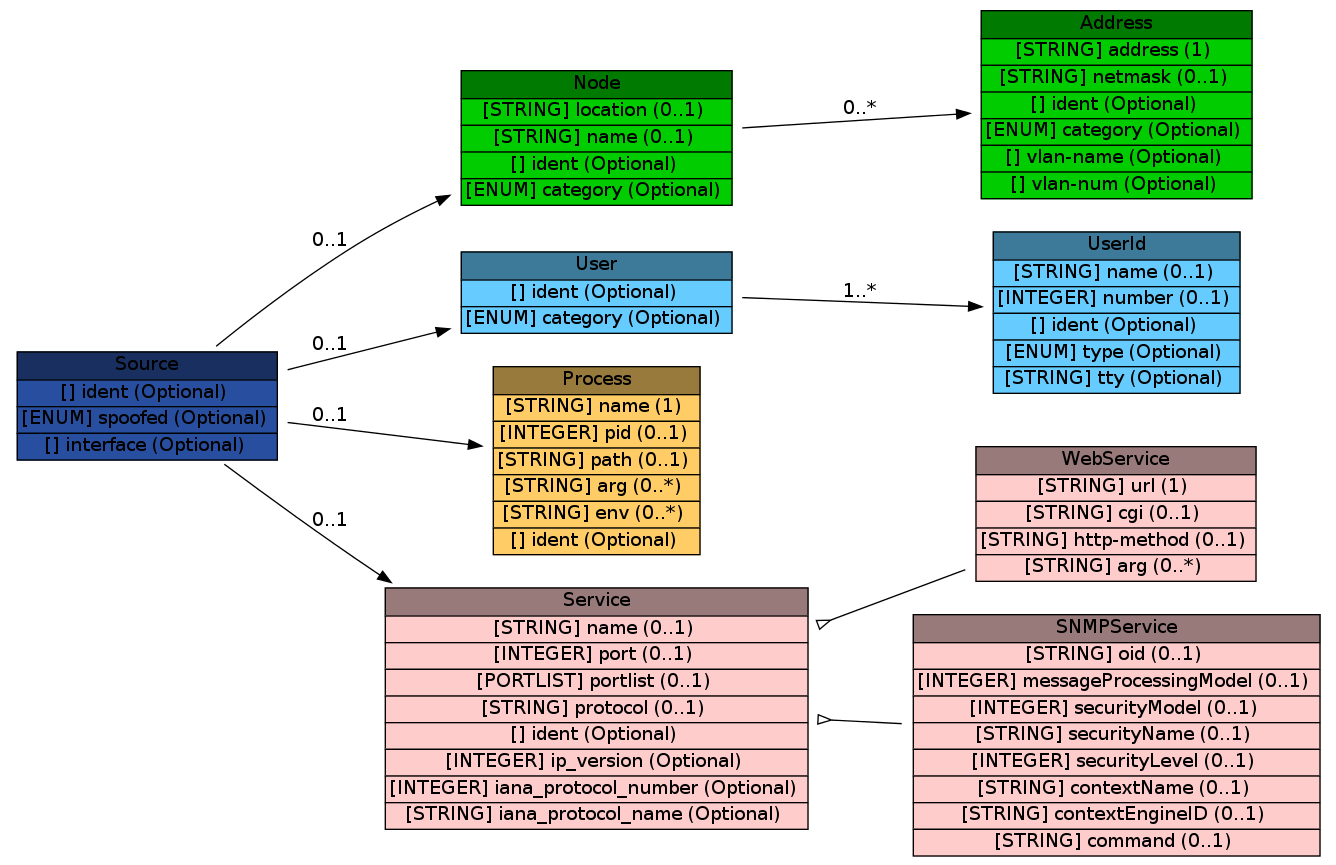 Source
[] ident (Optional)
[ENUM] spoofed (Optional)
[] interface (Optional)
0..1
0..1
0..1
0..1
Node
[STRING] location (0..1)
[STRING] name (0..1)
[] ident (Optional)
[ENUM] category (Optional)
0..*
Address
[STRING] address (1)
[STRING] netmask (0..1)
[] ident (Optional)
[ENUM] category (Optional)
[] vlan-name (Optional)
[] vlan-num (Optional)
User
[] ident (Optional)
[ENUM] category (Optional)
1..*
UserId
[STRING] name (0..1)
[INTEGER] number (0..1)
[] ident (Optional)
[ENUM] type (Optional)
[STRING] tty (Optional)
Process
[STRING] name (1)
[INTEGER] pid (0..1)
[STRING] path (0..1)
[STRING] arg (0..*)
[STRING] env (0..*)
[] ident (Optional)
Service
[STRING] name (0..1)
[INTEGER] port (0..1)
[PORTLIST] portlist (0..1)
[STRING] protocol (0..1)
[] ident (Optional)
[INTEGER] ip_version (Optional)
[INTEGER] iana_protocol_number (Optional)
[STRING] iana_protocol_name (Optional)
WebService
[STRING] url (1)
[STRING] cgi (0..1)
[STRING] http-method (0..1)
[STRING] arg (0..*)
SNMPService
[STRING] oid (0..1)
[INTEGER] messageProcessingModel (0..1)
[INTEGER] securityModel (0..1)
[STRING] securityName (0..1)
[INTEGER] securityLevel (0..1)
[STRING] contextName (0..1)
[STRING] contextEngineID (0..1)
[STRING] command (0..1)